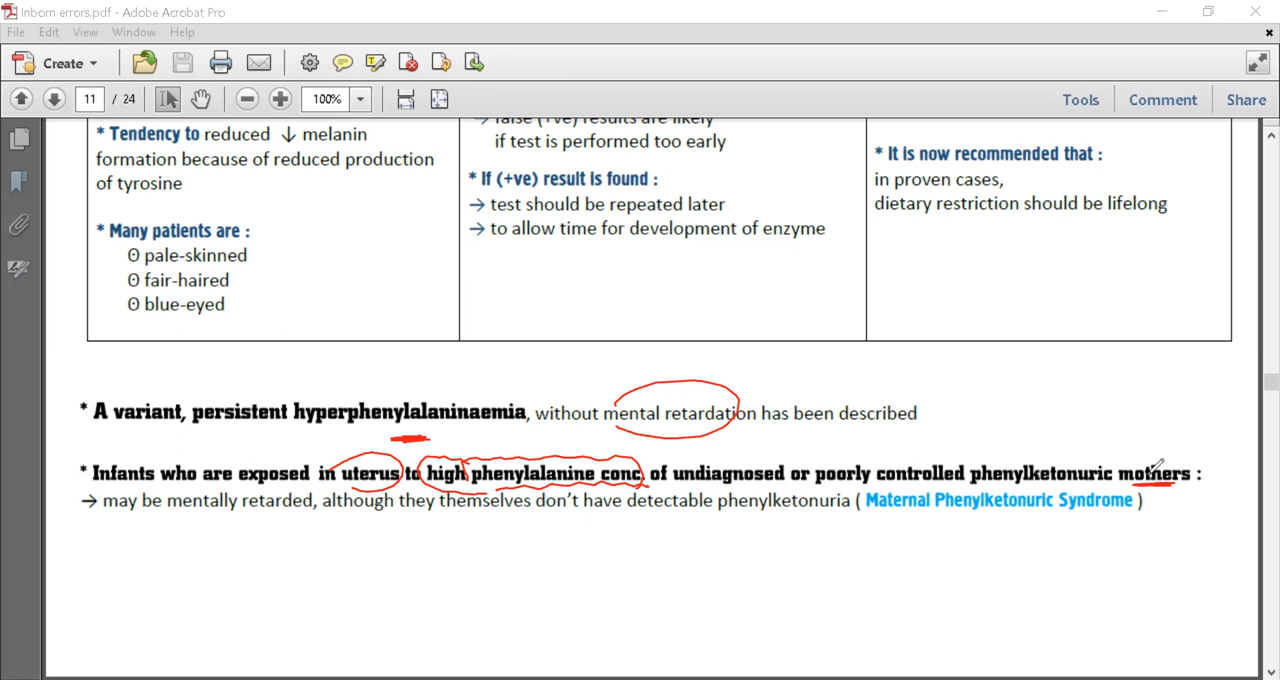 Inborn errors.pdf - Adobe Acrobat Pro
File Edit View Window Help
Create
11 / 24 100% Tools Comment Share
* Tendency to reduced ↓ melanin
formation because of reduced production
of tyrosine
* Many patients are :
ʘ pale-skinned
ʘ fair-haired
ʘ blue-eyed
→ false (+ve) results are likely
if test is performed too early
* If (+ve) result is found :
→ test should be repeated later
→ to allow time for development of enzyme
* It is now recommended that :
in proven cases,
dietary restriction should be lifelong
* A variant, persistent hyperphenylalaninaemia, without mental retardation has been described
* Infants who are exposed in uterus to high phenylalanine conc. of undiagnosed or poorly controlled phenylketonuric mothers :
→ may be mentally retarded, although they themselves don't have detectable phenylketonuria ( Maternal Phenylketonuric Syndrome )